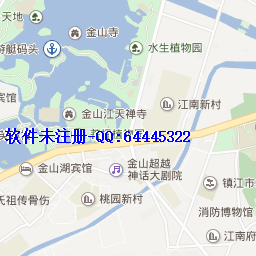 天地
金山寺
水生植物园
游艇码头
宾馆
金山江天禅寺
江南新村
软件未注册-QQ:64445322
金山湖宾馆
金山超越
神话大剧院
镇江市
氏祖传骨伤
桃园新村
消防博物馆
江南府